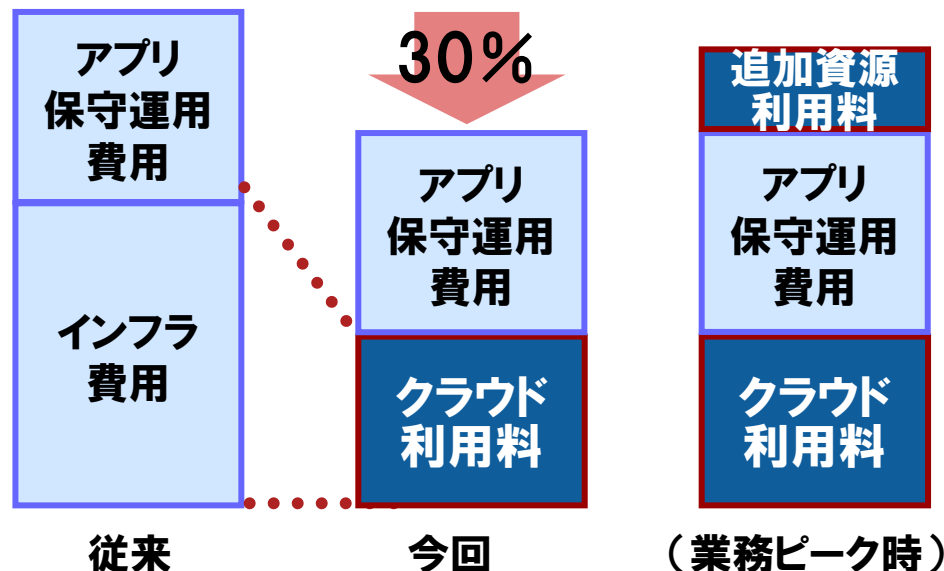 アプリ
保守運用
費用
インフラ
費用
従来
30%
アプリ
保守運用
費用
クラウド
利用料
今回
追加資源
利用料
アプリ
保守運用
費用
クラウド
利用料
（業務ピーク時）